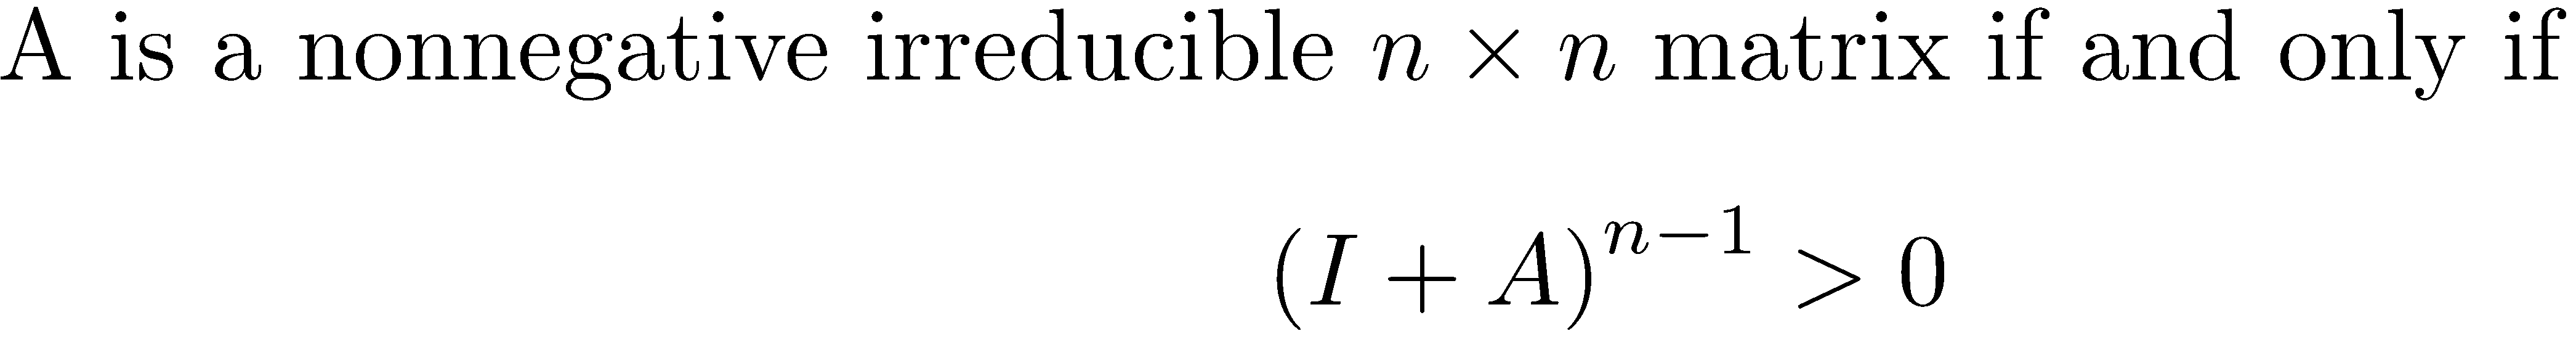 A is a nonnegative irreducible n × n matrix if and only if
(I + A)^{n−1} > 0